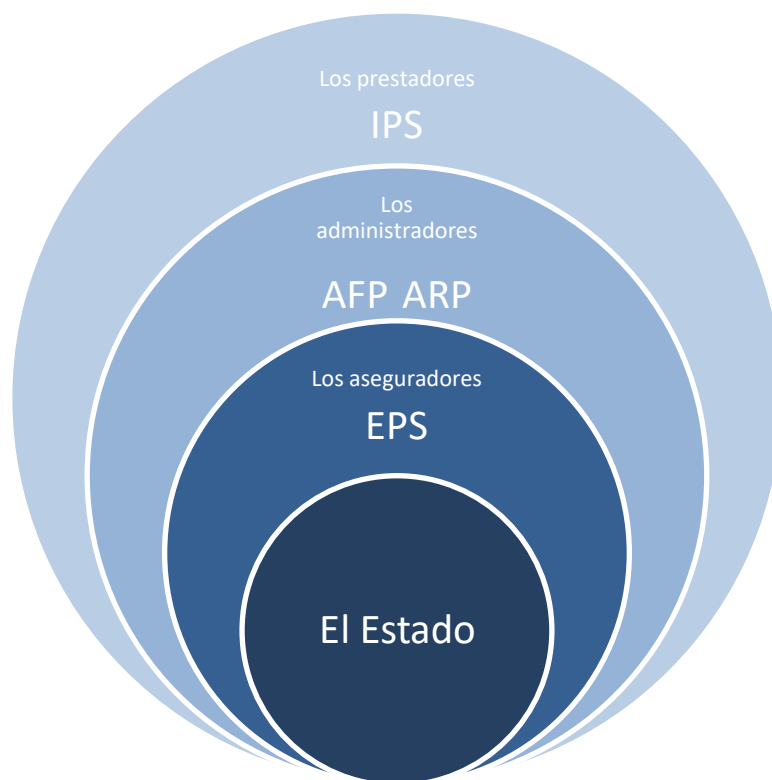 Los prestadores
IPS
Los
administradores
AFP ARP
Los aseguradores
EPS
El Estado